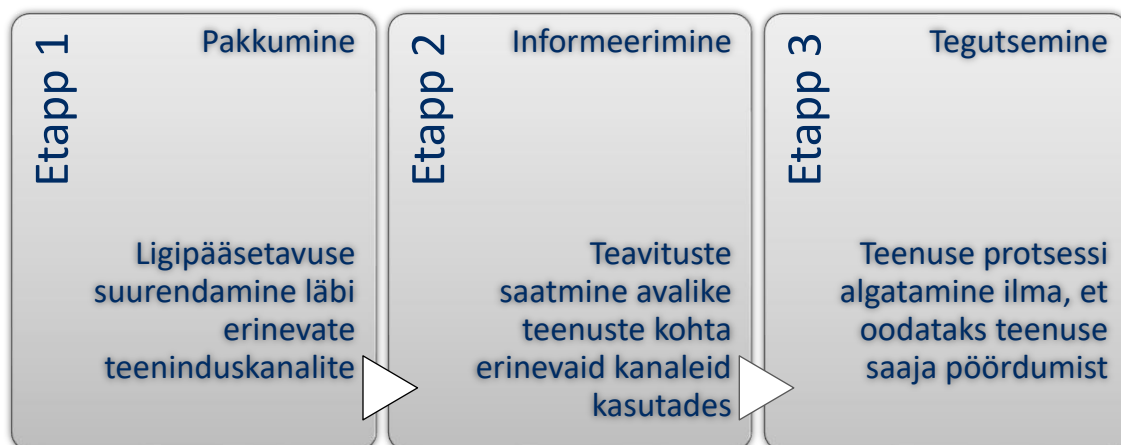 Etapp 1
Pakkumine
Ligipääsetavuse
suurendamine läbi
erinevate
teeninduskanalite
Etapp 2
Informeerimine
Teavituste
saatmine avalike
teenuste kohta
erinevaid kanaleid
kasutades
Etapp 3
Tegutsemine
Teenuse protsessi
algatamine ilma, et
oodataks teenuse
saaja pöördumist